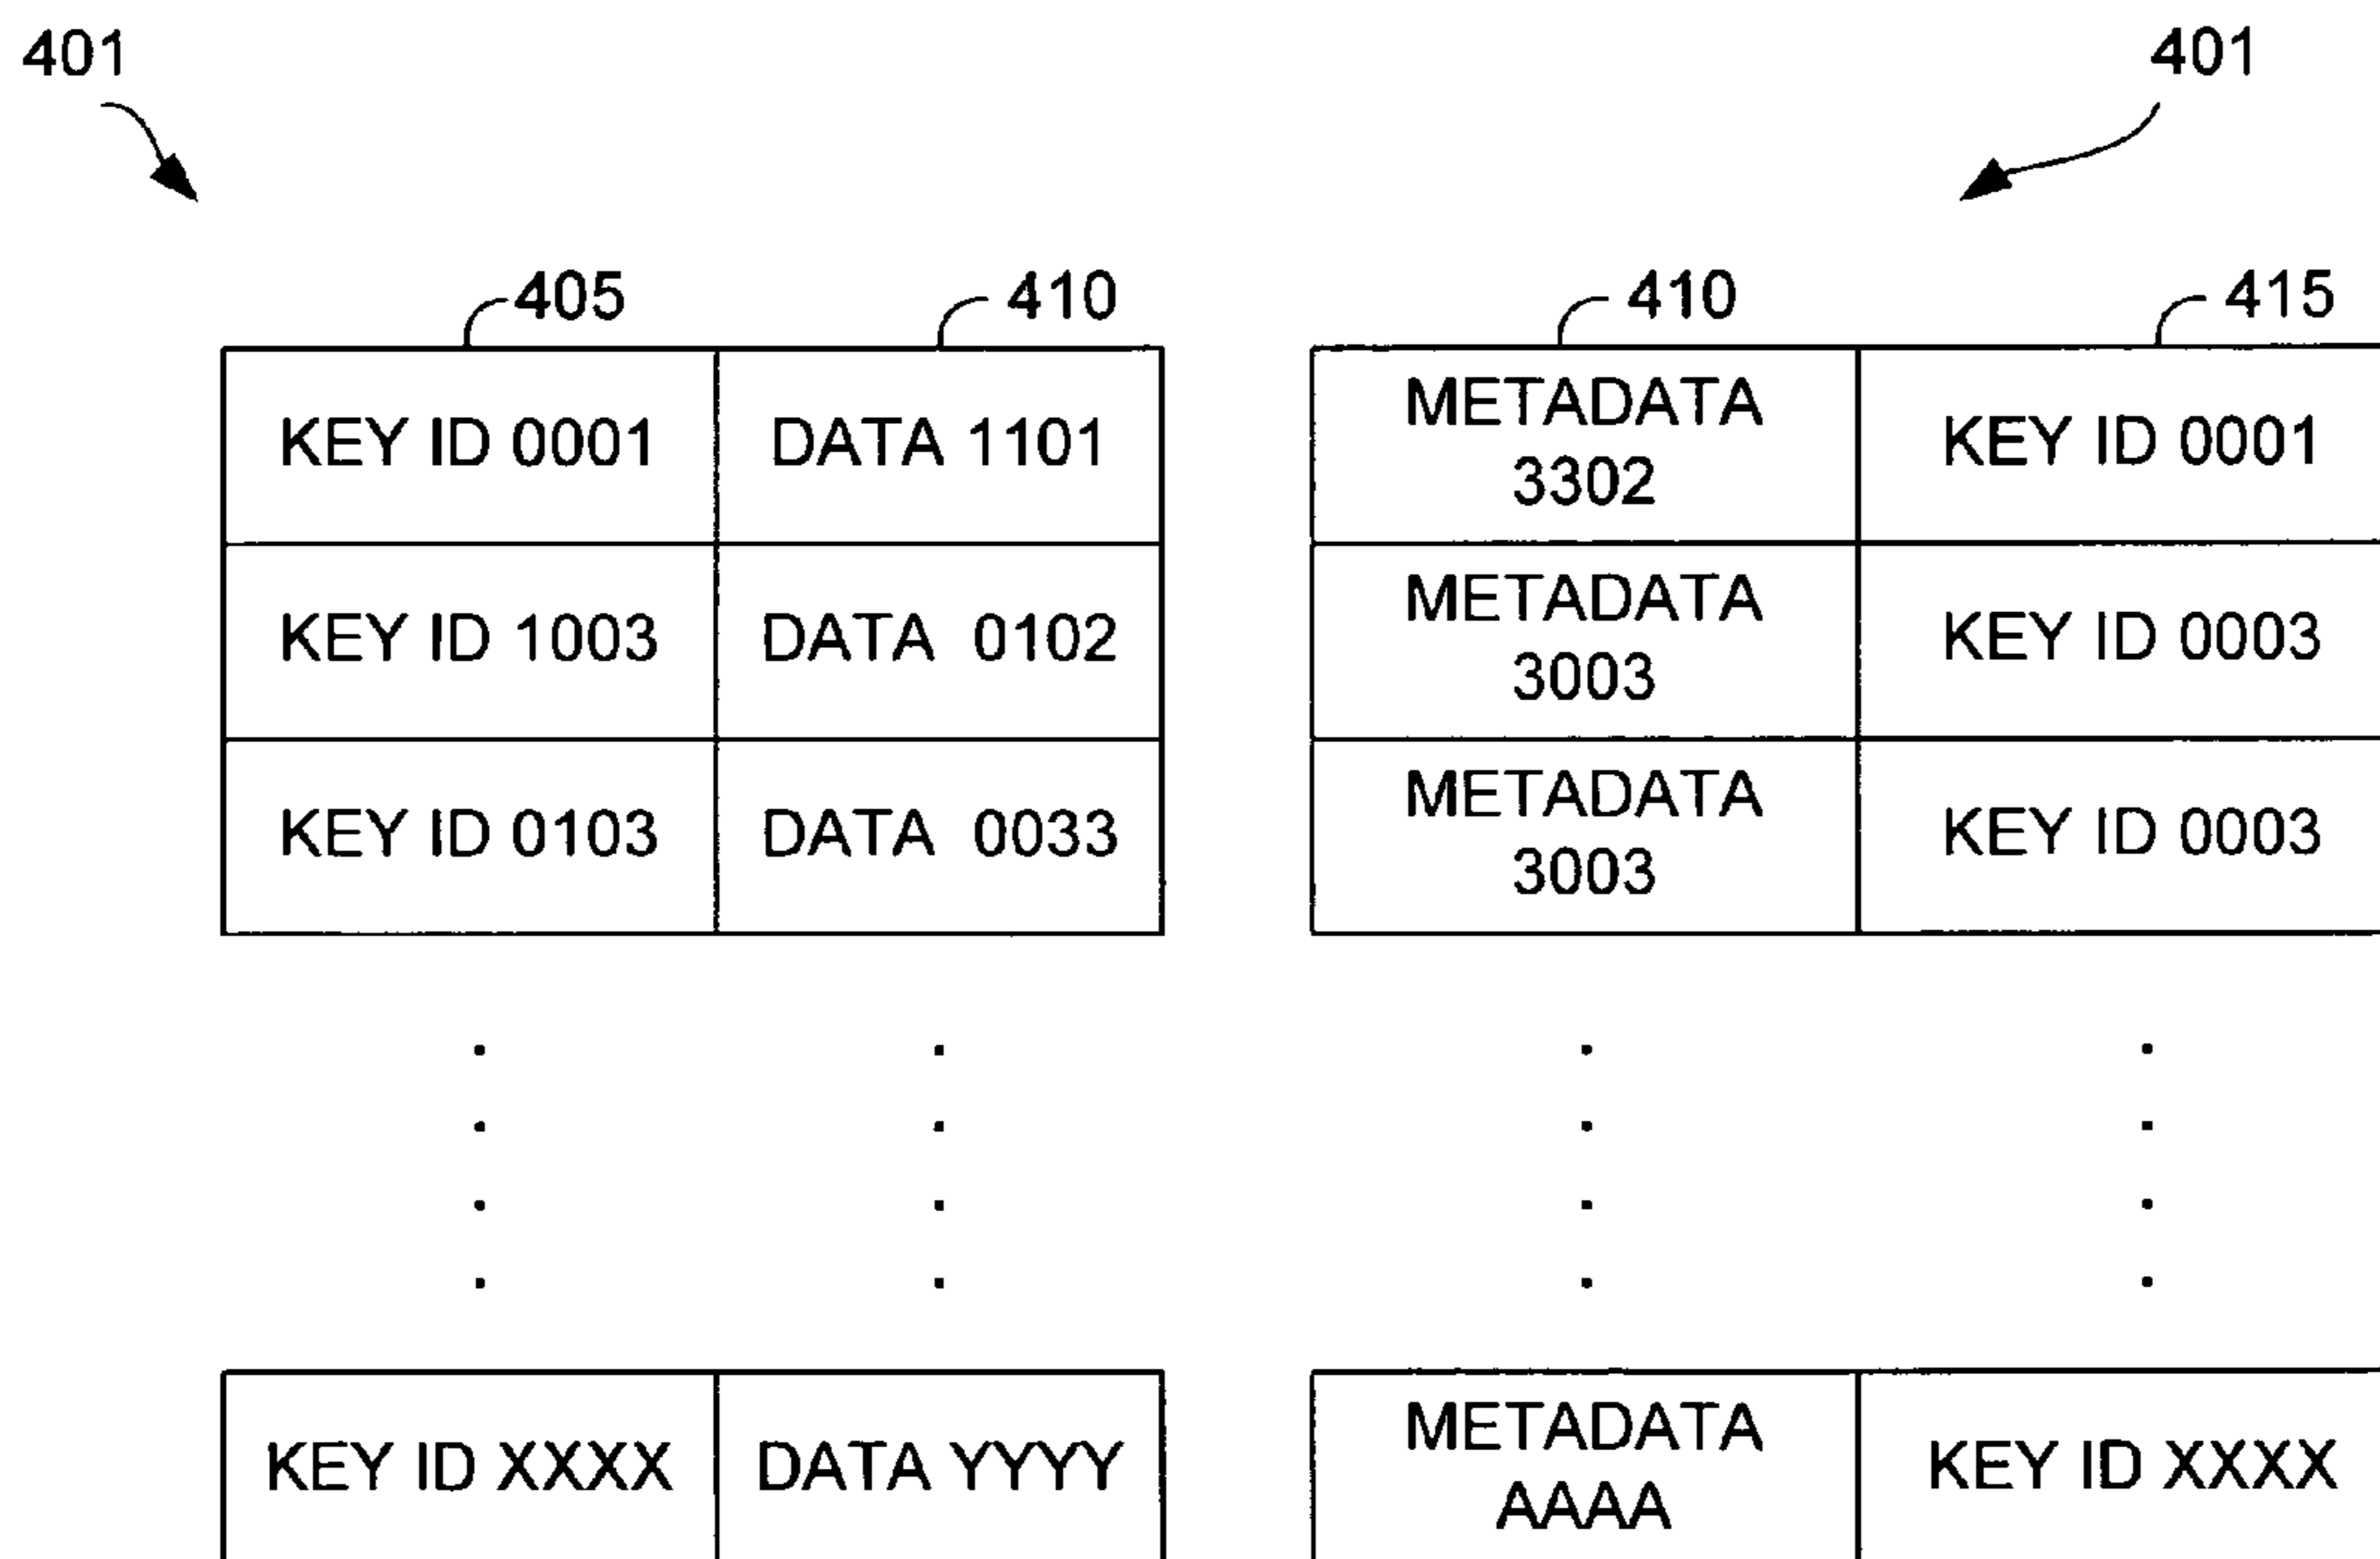 401
401
405
410
410
415
KEY ID 0001
DATA 1101
METADATA
3302
KEY ID 0001
KEY ID 1003
DATA 0102
METADATA
3003
KEY ID 0003
KEY ID 0103
DATA 0033
METADATA
3003
KEY ID 0003
KEY ID XXXX
DATA YYYY
METADATA
AAAA
KEY ID XXXX